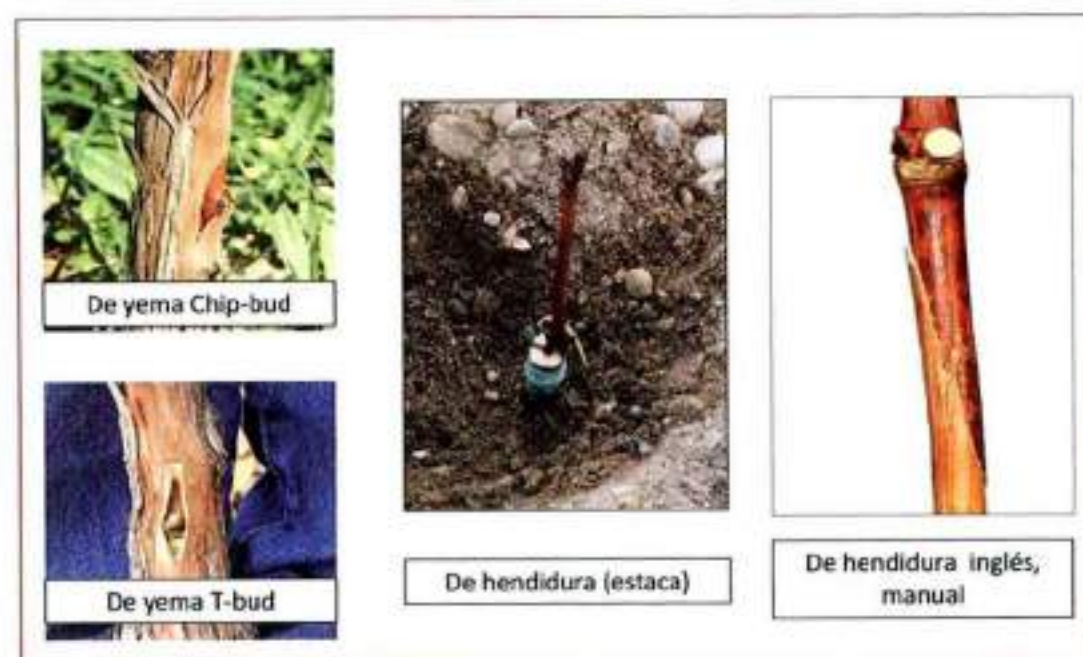 De yema Chip-bud
De yema T-bud
De hendidura (estaca)
De hendidura inglés,
manual